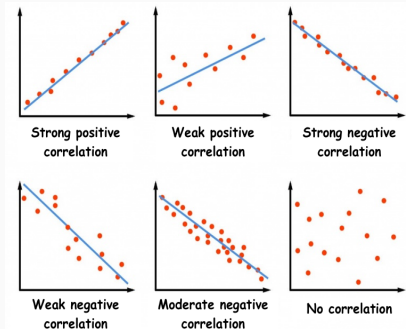 Strong positive
correlation
Weak positive
correlation
Strong negative
correlation
Weak negative
correlation
Moderate negative
correlation
No correlation